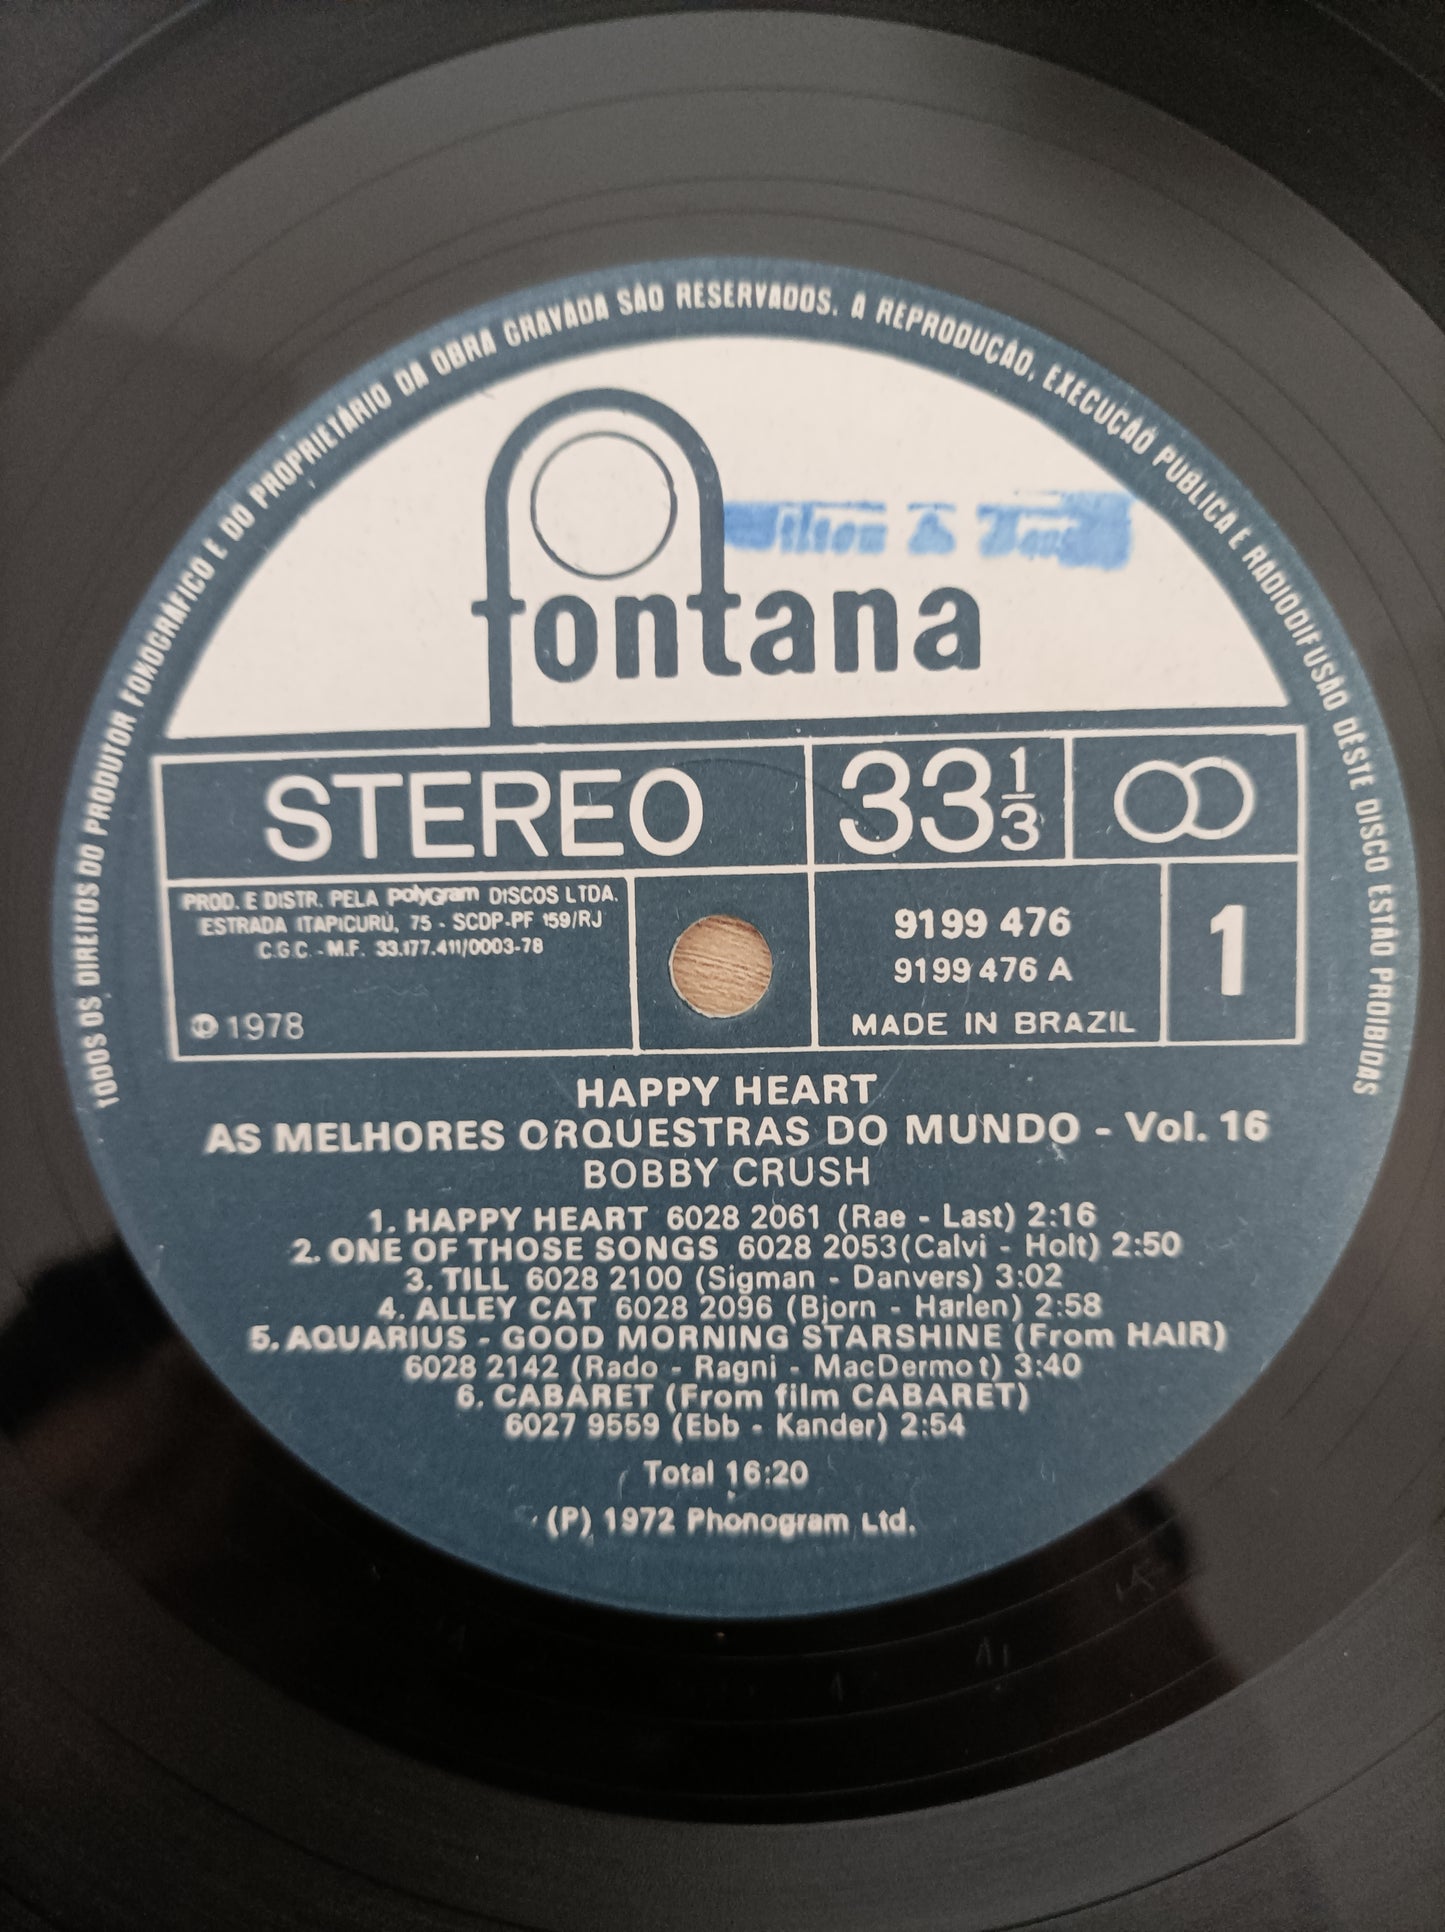 TODOS OS DIREITOS DO PRODUTOR FONOGRÁFICO E DO PROPRIETÁRIO DA OBRA GRAVADA SÃO RESERVADOS. A REPRODUÇÃO, EXECUÇÃO PUBLICA E RADIODIFUSÃO DÊSTE DISCO ESTÃO PROIBIDAS
fontana
STEREO
33 1/3
PROD. E DISTR. PELA polyGram DISCOS LTDA.
ESTRADA ITAPICURÚ, 75 - SCDP-PF 159/RJ
C.G.C. - M.F. 33.177.411/0003-78
℗ 1978
9199 476
9199 476 A
MADE IN BRAZIL
1
HAPPY HEART
AS MELHORES ORQUESTRAS DO MUNDO - Vol. 16
BOBBY CRUSH
1. HAPPY HEART 6028 2061 (Rae - Last) 2:16
2. ONE OF THOSE SONGS 6028 2053(Calvi - Holt) 2:50
3. TILL 6028 2100 (Sigman - Danvers) 3:02
4. ALLEY CAT 6028 2096 (Bjorn - Harlen) 2:58
5. AQUARIUS - GOOD MORNING STARSHINE (From HAIR)
6028 2142 (Rado - Ragni - MacDermot) 3:40
6. CABARET (From film CABARET)
6027 9559 (Ebb - Kander) 2:54
Total 16:20
(P) 1972 Phonogram Ltd.